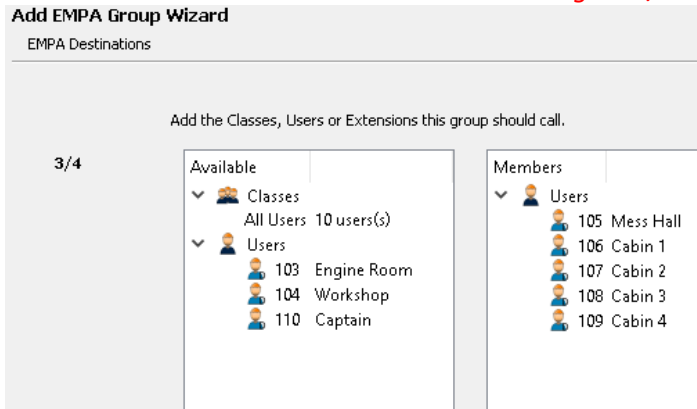 Add EMPA Group Wizard
EMPA Destinations
Add the Classes, Users or Extensions this group should call.
3/4
Available
Classes
All Users 10 users(s)
Users
103 Engine Room
104 Workshop
110 Captain
Members
Users
105 Mess Hall
106 Cabin 1
107 Cabin 2
108 Cabin 3
109 Cabin 4